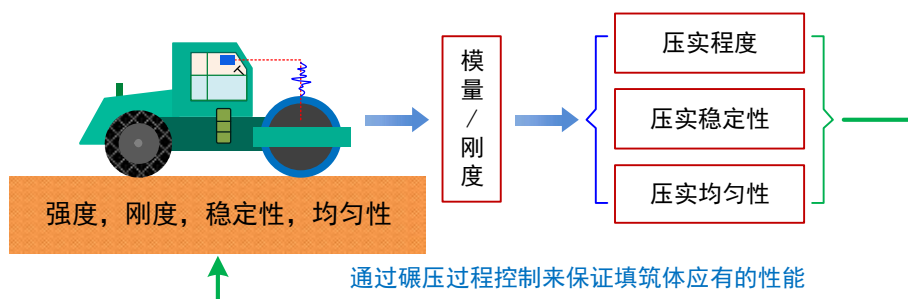 模量/刚度
压实程度
压实稳定性
压实均匀性
强度，刚度，稳定性，均匀性
通过碾压过程控制来保证填筑体应有的性能